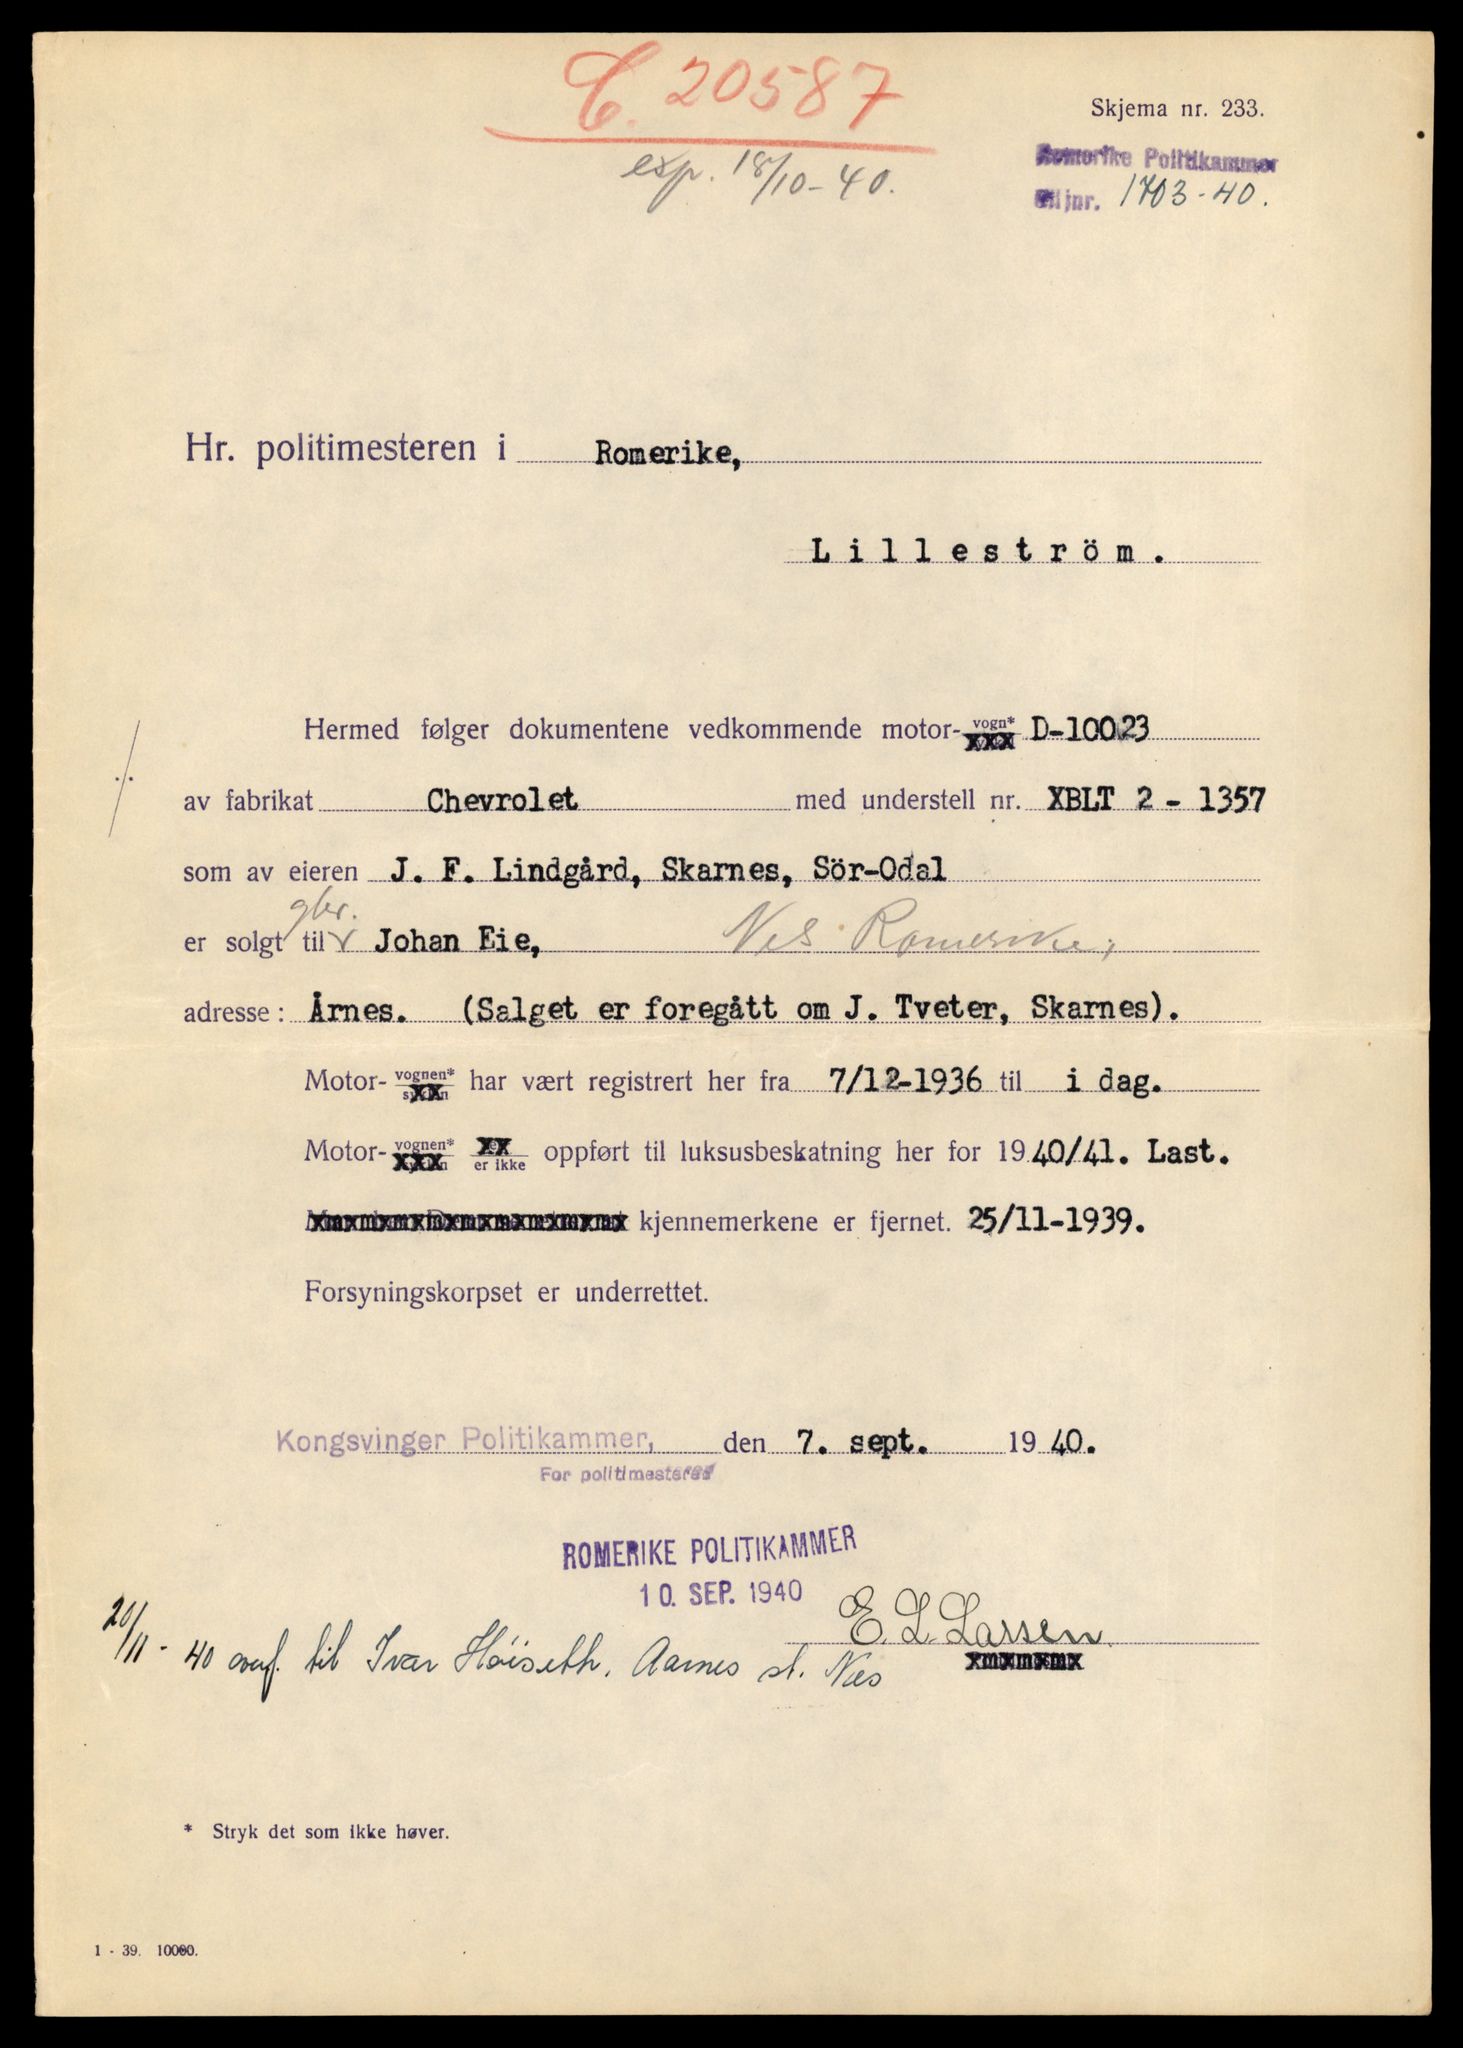 C. 20587
Skjema nr. 233.
exp. 18/10-40.
Romerike Politikammer
Biljnr. 1703-40.
Hr. politimesteren i Romerike,
Lilleström.
Hermed følger dokumentene vedkommende motor-vogn* D-10023
av fabrikat Chevrolet med understell nr. XBLT 2 - 1357
som av eieren J. F. Lindgård, Skarnes, Sör-Odal
gbr.
er solgt til Johan Eie, Nes Romerike,
adresse: Årnes. (Salget er foregått om J. Tveter, Skarnes).
Motor-vognen* har vært registrert her fra 7/12-1936 til i dag.
Motor-vognen* er ikke oppført til luksusbeskatning her for 1940/41. Last.
kjennemerkene er fjernet. 25/11-1939.
Forsyningskorpset er underrettet.
Kongsvinger Politikammer, den 7. sept. 1940.
For politimesteren
ROMERIKE POLITIKAMMER
10. SEP. 1940
E. L. Larssen.
20/11-40 overf. til Ivar Höiseth, Aarnes st. Nes
* Stryk det som ikke høver.
1 - 39. 10000.